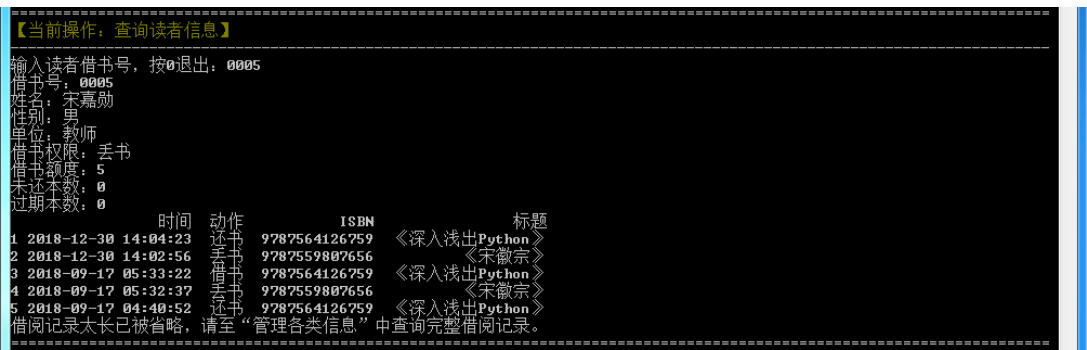 【当前操作：查询读者信息】
输入读者借书号，按0退出：0005
借书号：0005
姓名：宋嘉勋
性别：男
单位：教师
借书权限：丢书
借书额度：5
未还本数：0
过期本数：0
时间 动作 ISBN 标题
1 2018-12-30 14:04:23 还书 9787564126759 《深入浅出Python》
2 2018-12-30 14:02:56 丢书 9787559807656 《宋徽宗》
3 2018-09-17 05:33:22 借书 9787564126759 《深入浅出Python》
4 2018-09-17 05:32:37 丢书 9787559807656 《宋徽宗》
5 2018-09-17 04:40:52 还书 9787564126759 《深入浅出Python》
借阅记录太长已被省略，请至“管理各类信息”中查询完整借阅记录。